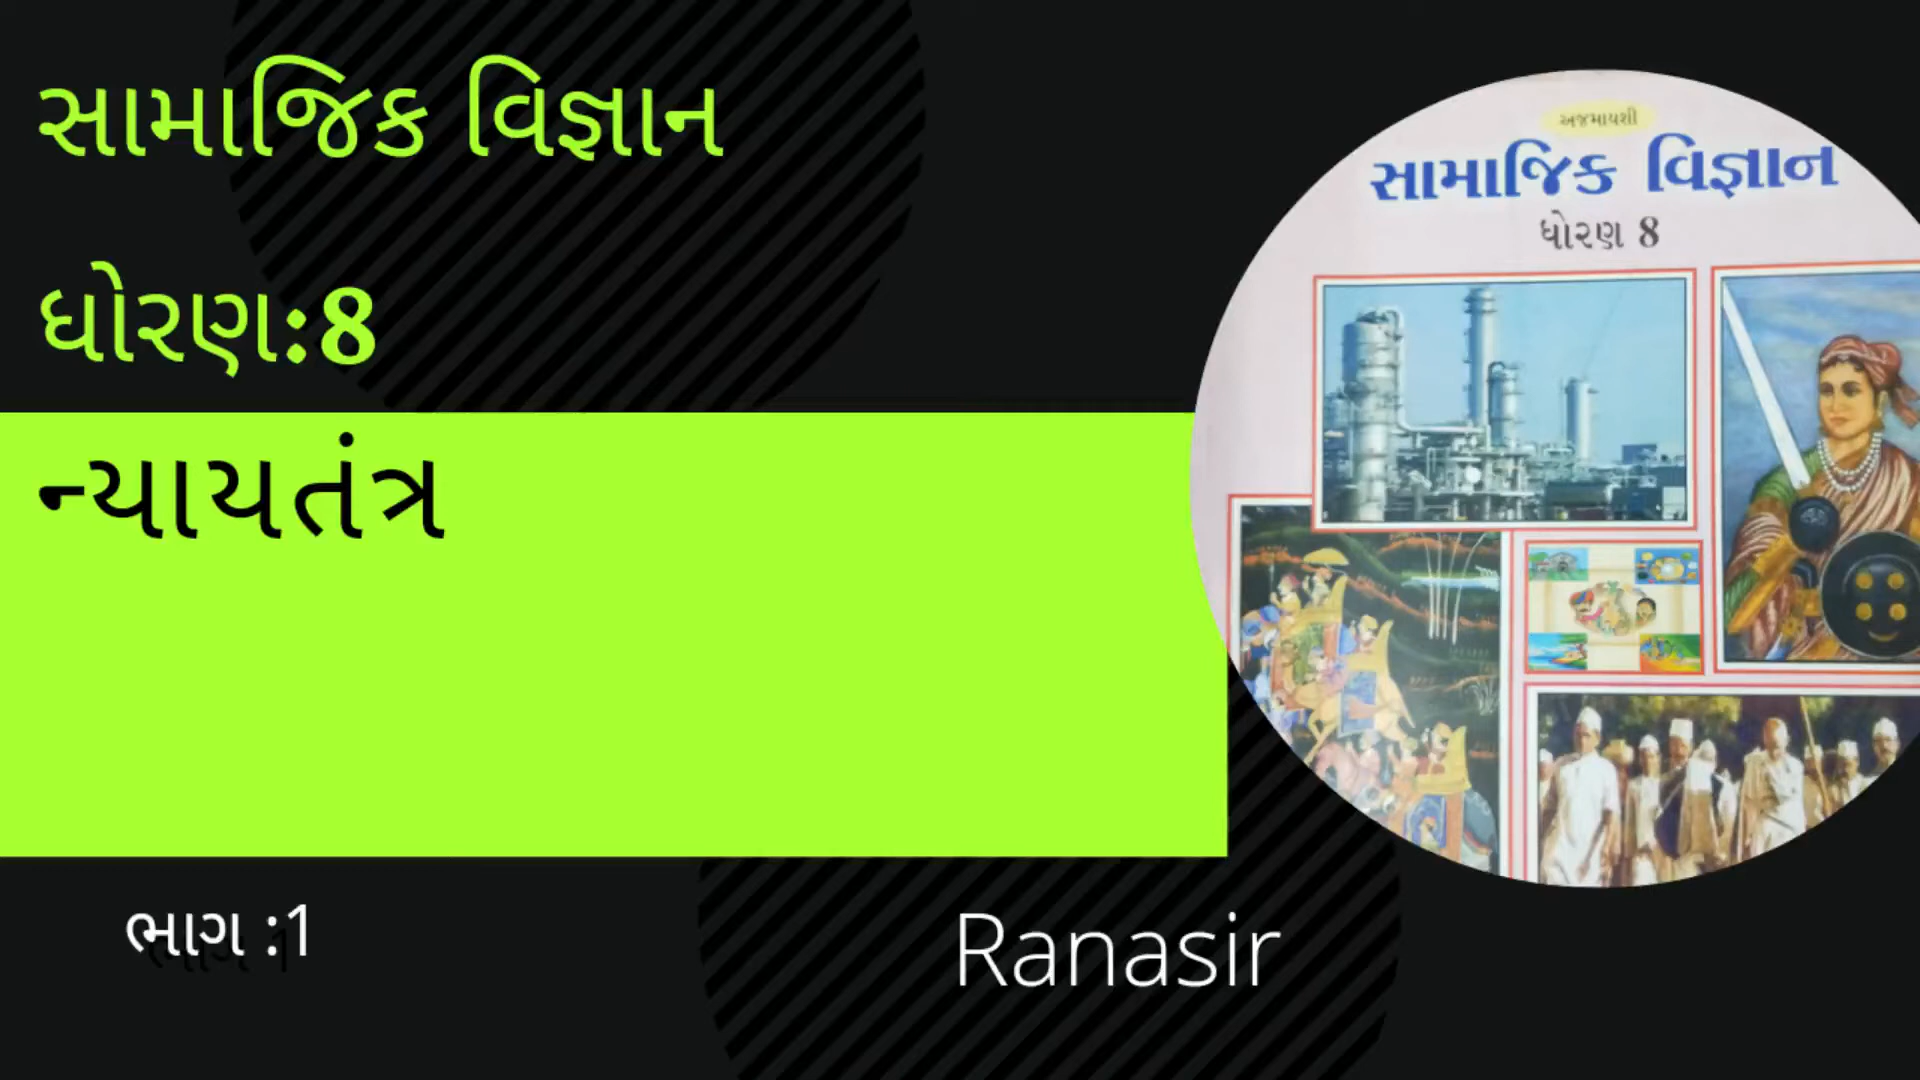 સામાજિક વિજ્ઞાન
ધોરણ:8
ન્યાયતંત્ર
ભાગ :1
Ranasir
અજમાયશી
સામાજિક વિજ્ઞાન
ધોરણ 8